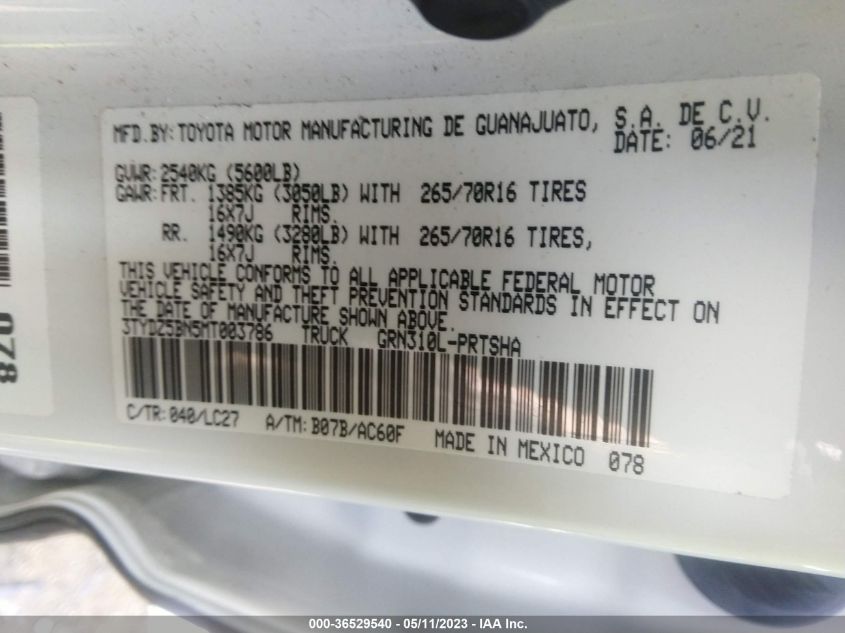 MFD.BY:TOYOTA MOTOR MANUFACTURING DE GUANAJUATO, S.A. DE C.V.
DATE: 06/21
GVWR:2540KG (5600LB)
GAWR:FRT. 1385KG (3050LB) WITH 265/70R16 TIRES
16X7J RIMS.
RR. 1490KG (3280LB) WITH 265/70R16 TIRES,
16X7J RIMS.
THIS VEHICLE CONFORMS TO ALL APPLICABLE FEDERAL MOTOR
VEHICLE SAFETY AND THEFT PREVENTION STANDARDS IN EFFECT ON
THE DATE OF MANUFACTURE SHOWN ABOVE.
3TYDZ5BN5MT003786 TRUCK GRN310L-PRTSHA
C/TR:040/LC27 A/TM:B07B/AC60F MADE IN MEXICO 078
078
000-36529540 - 05/11/2023 - IAA Inc.